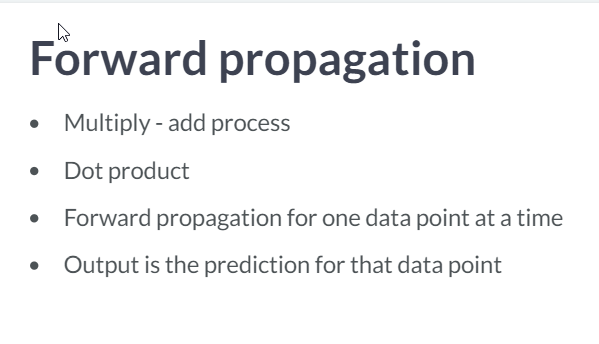 Forward propagation
• Multiply - add process
• Dot product
• Forward propagation for one data point at a time
• Output is the prediction for that data point